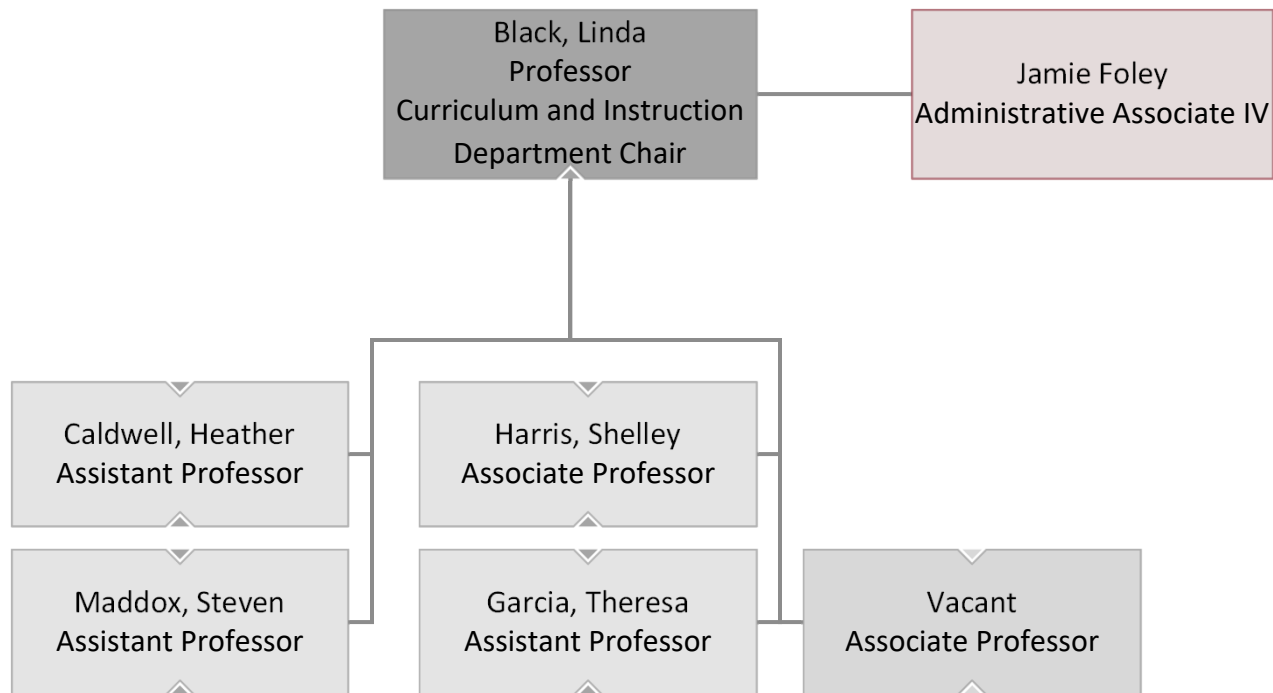 Black, Linda
Professor
Curriculum and Instruction
Department Chair
Jamie Foley
Administrative Associate IV
Caldwell, Heather
Assistant Professor
Harris, Shelley
Associate Professor
Maddox, Steven
Assistant Professor
Garcia, Theresa
Assistant Professor
Vacant
Associate Professor